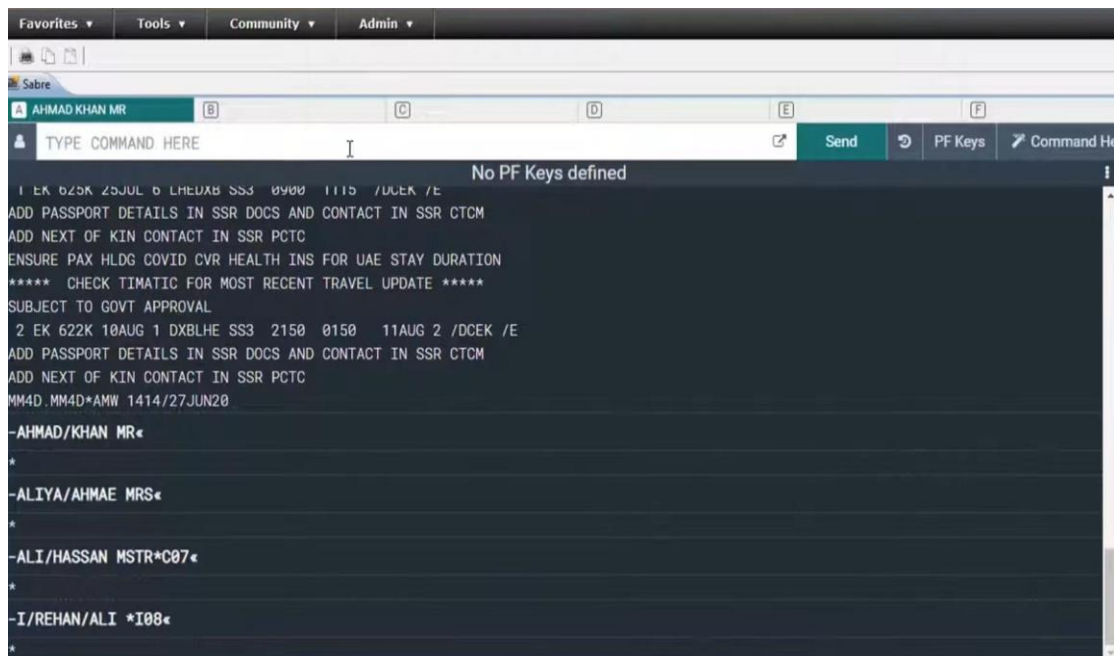 Favorites ▾ Tools ▾ Community ▾ Admin ▾
Sabre
A AHMAD KHAN MR B C D E F
TYPE COMMAND HERE Send PF Keys Command He
No PF Keys defined
1 EK 625K 25JUL 6 LHEDXB SS3 0900 1115 /DCEK /E
ADD PASSPORT DETAILS IN SSR DOCS AND CONTACT IN SSR CTCM
ADD NEXT OF KIN CONTACT IN SSR PCTC
ENSURE PAX HLDG COVID CVR HEALTH INS FOR UAE STAY DURATION
***** CHECK TIMATIC FOR MOST RECENT TRAVEL UPDATE *****
SUBJECT TO GOVT APPROVAL
2 EK 622K 10AUG 1 DXBLHE SS3 2150 0150 11AUG 2 /DCEK /E
ADD PASSPORT DETAILS IN SSR DOCS AND CONTACT IN SSR CTCM
ADD NEXT OF KIN CONTACT IN SSR PCTC
MM4D.MM4D*AMW 1414/27JUN20
-AHMAD/KHAN MR«
*
-ALIYA/AHMAE MRS«
*
-ALI/HASSAN MSTR*C07«
*
-I/REHAN/ALI *I08«
*